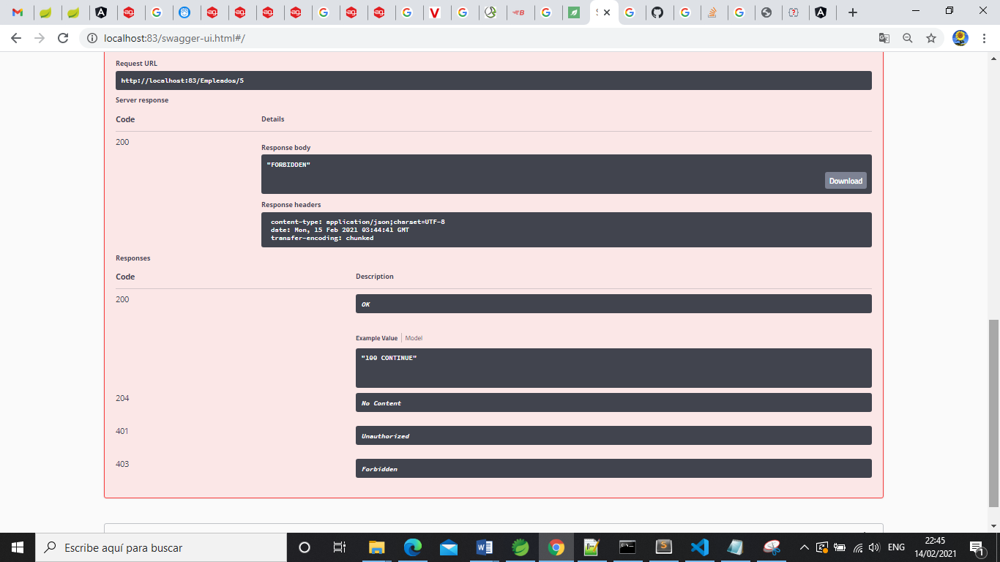 localhost:83/swagger-ui.html#/
Request URL
http://localhost:83/Empleados/5
Server response
Code Details
200
Response body
"FORBIDDEN"
Download
Response headers
content-type: application/json;charset=UTF-8
date: Mon, 15 Feb 2021 03:44:41 GMT
transfer-encoding: chunked
Responses
Code Description
200 OK
Example Value Model
"100 CONTINUE"
204 No Content
401 Unauthorized
403 Forbidden
Escribe aquí para buscar
ENG
22:45
14/02/2021
1